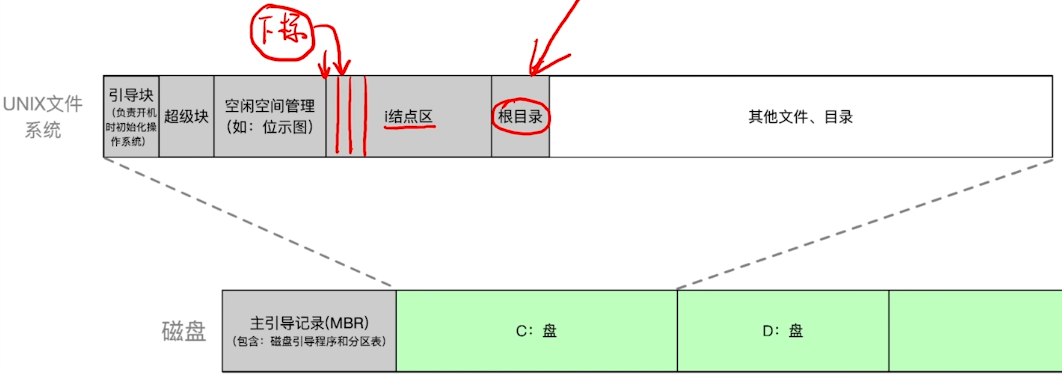 下标
UNIX文件
系统
引导块
(负责开机
时初始化操
作系统)
超级块
空闲空间管理
(如：位示图)
i结点区
根目录
其他文件、目录
磁盘
主引导记录(MBR)
(包含：磁盘引导程序和分区表)
C：盘
D：盘